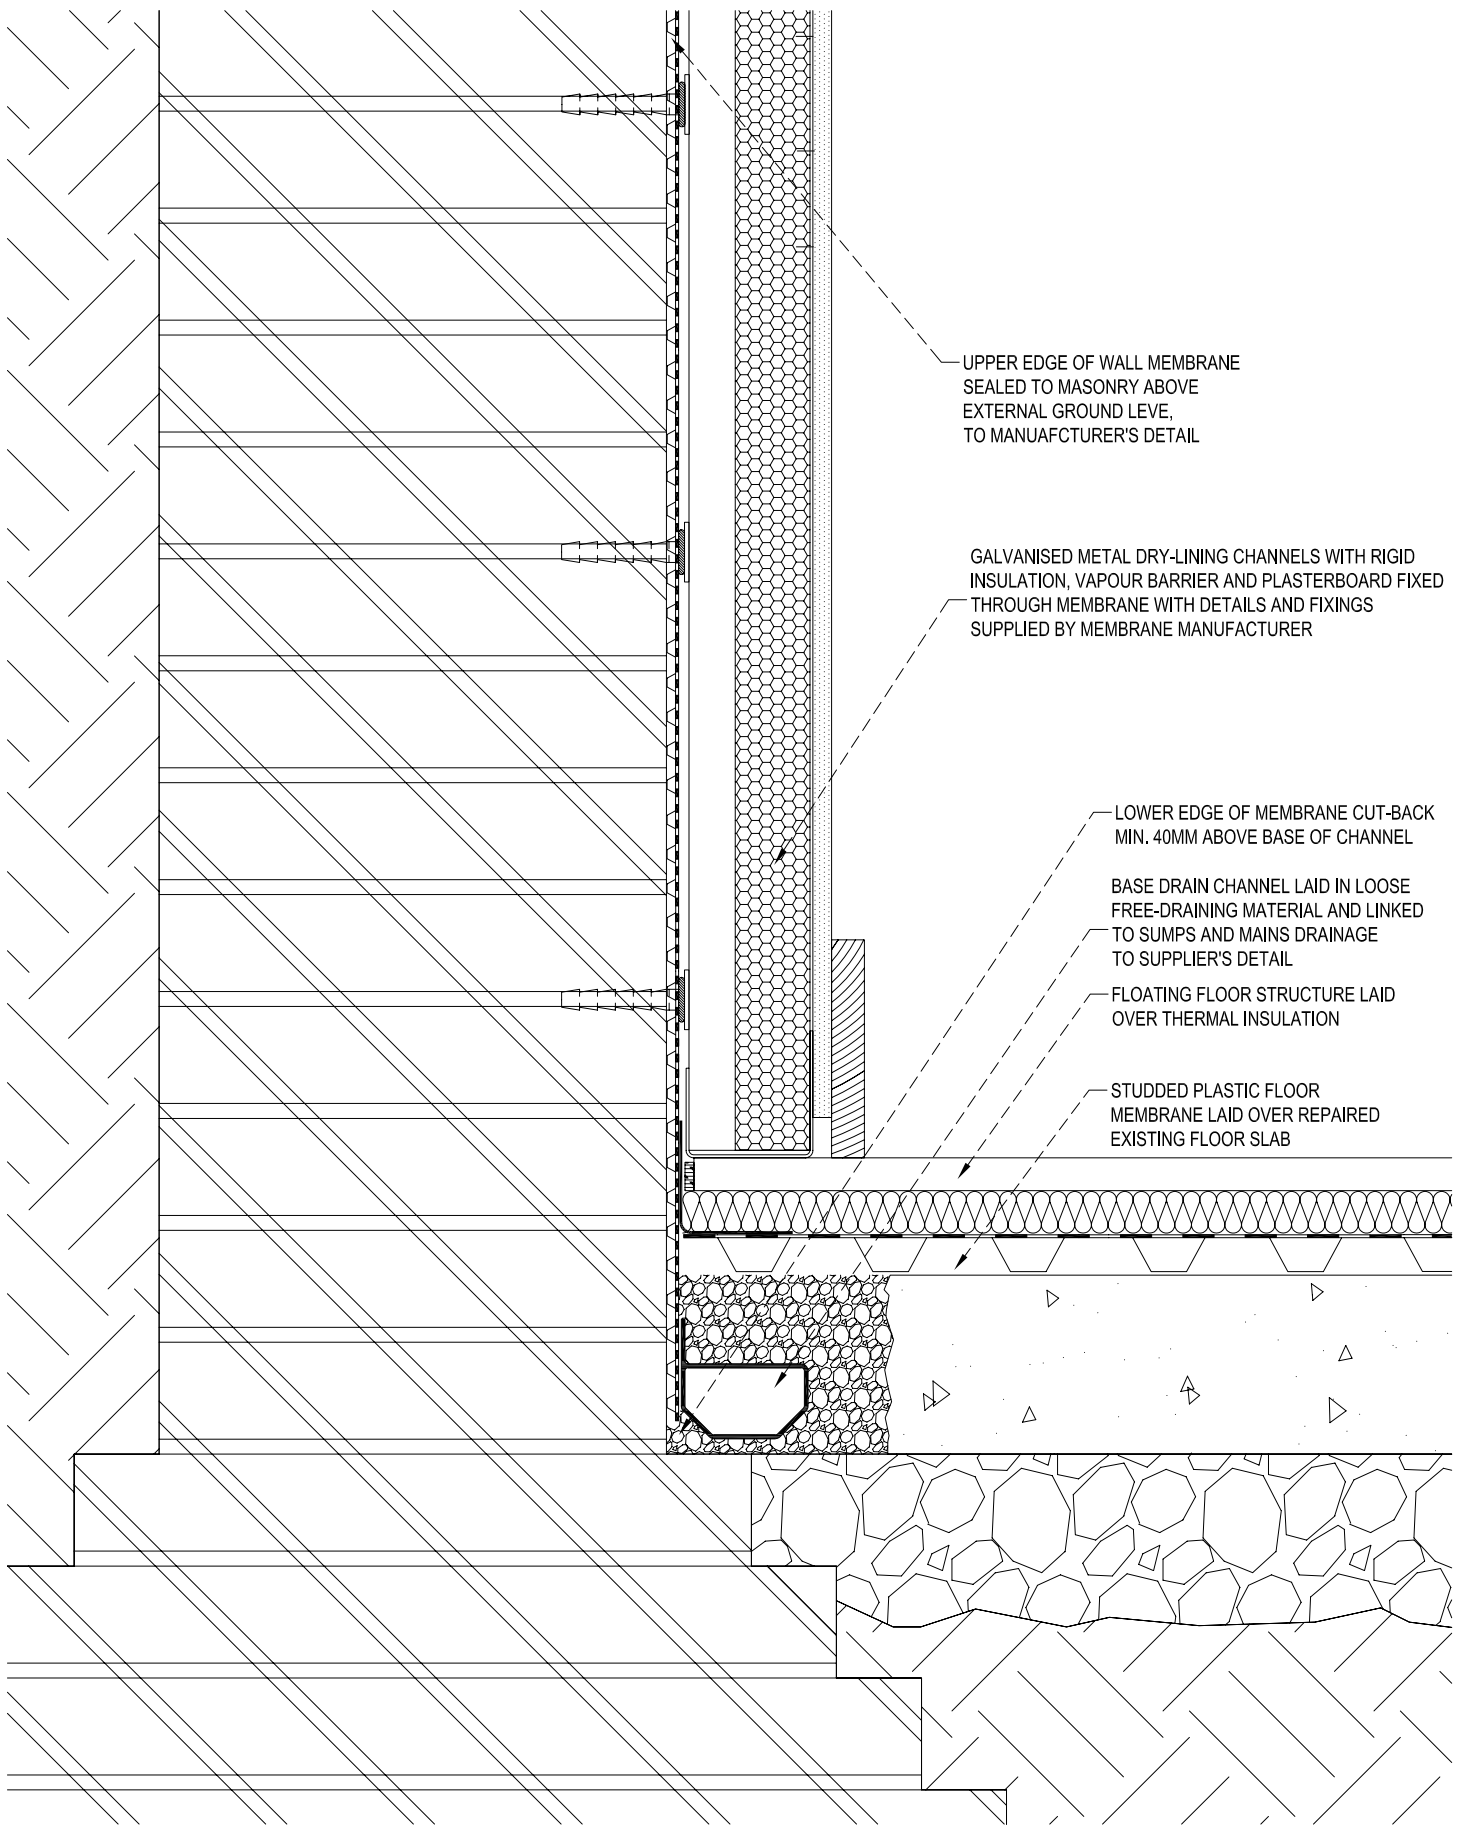 UPPER EDGE OF WALL MEMBRANE
SEALED TO MASONRY ABOVE
EXTERNAL GROUND LEVE,
TO MANUAFCTURER'S DETAIL
GALVANISED METAL DRY-LINING CHANNELS WITH RIGID
INSULATION, VAPOUR BARRIER AND PLASTERBOARD FIXED
THROUGH MEMBRANE WITH DETAILS AND FIXINGS
SUPPLIED BY MEMBRANE MANUFACTURER
LOWER EDGE OF MEMBRANE CUT-BACK
MIN. 40MM ABOVE BASE OF CHANNEL
BASE DRAIN CHANNEL LAID IN LOOSE
FREE-DRAINING MATERIAL AND LINKED
TO SUMPS AND MAINS DRAINAGE
TO SUPPLIER'S DETAIL
FLOATING FLOOR STRUCTURE LAID
OVER THERMAL INSULATION
STUDDED PLASTIC FLOOR
MEMBRANE LAID OVER REPAIRED
EXISTING FLOOR SLAB